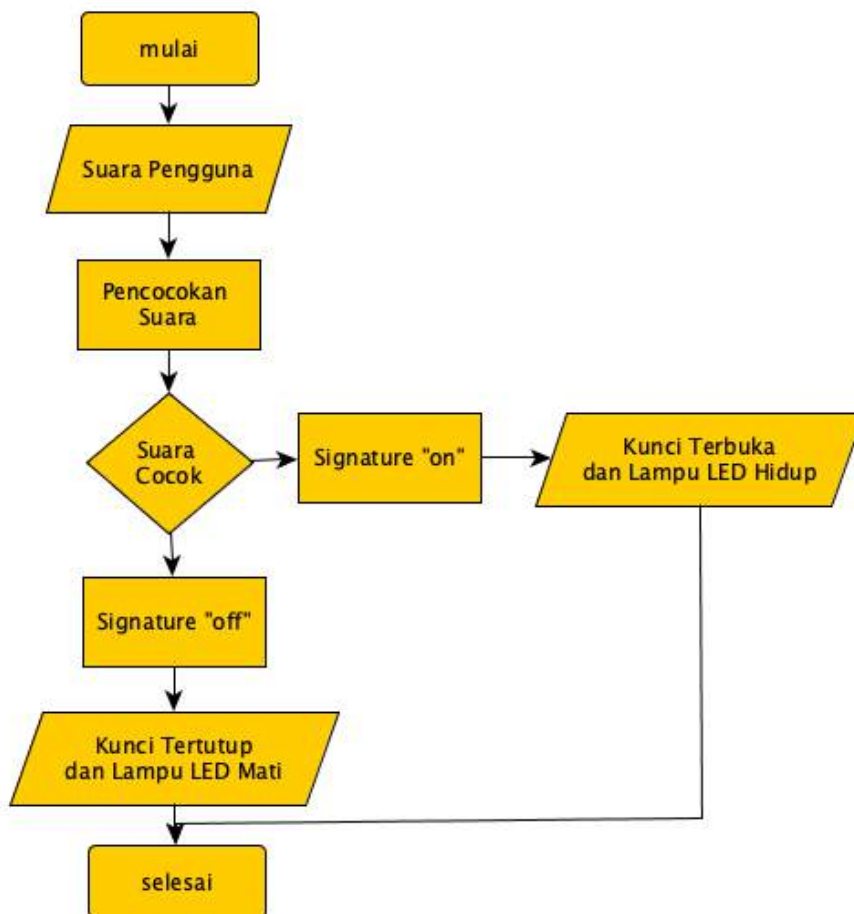 mulai
Suara Pengguna
Pencocokan
Suara
Suara
Cocok
Signature "on"
Kunci Terbuka
dan Lampu LED Hidup
Signature "off"
Kunci Tertutup
dan Lampu LED Mati
selesai